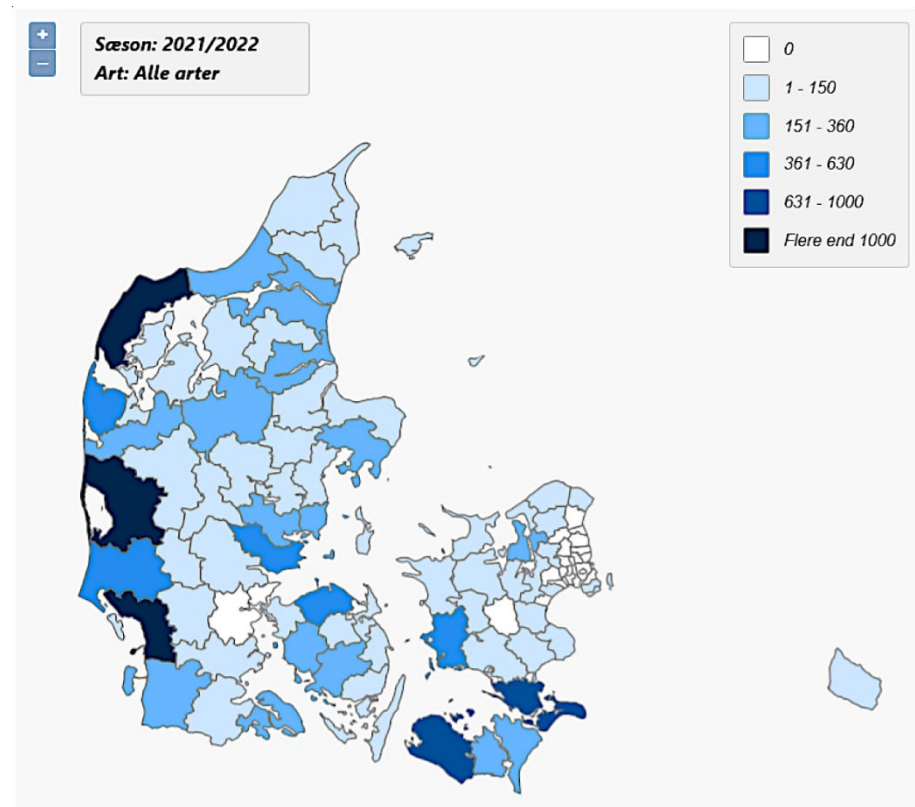 +
–
Sæson: 2021/2022
Art: Alle arter
0
1 - 150
151 - 360
361 - 630
631 - 1000
Flere end 1000